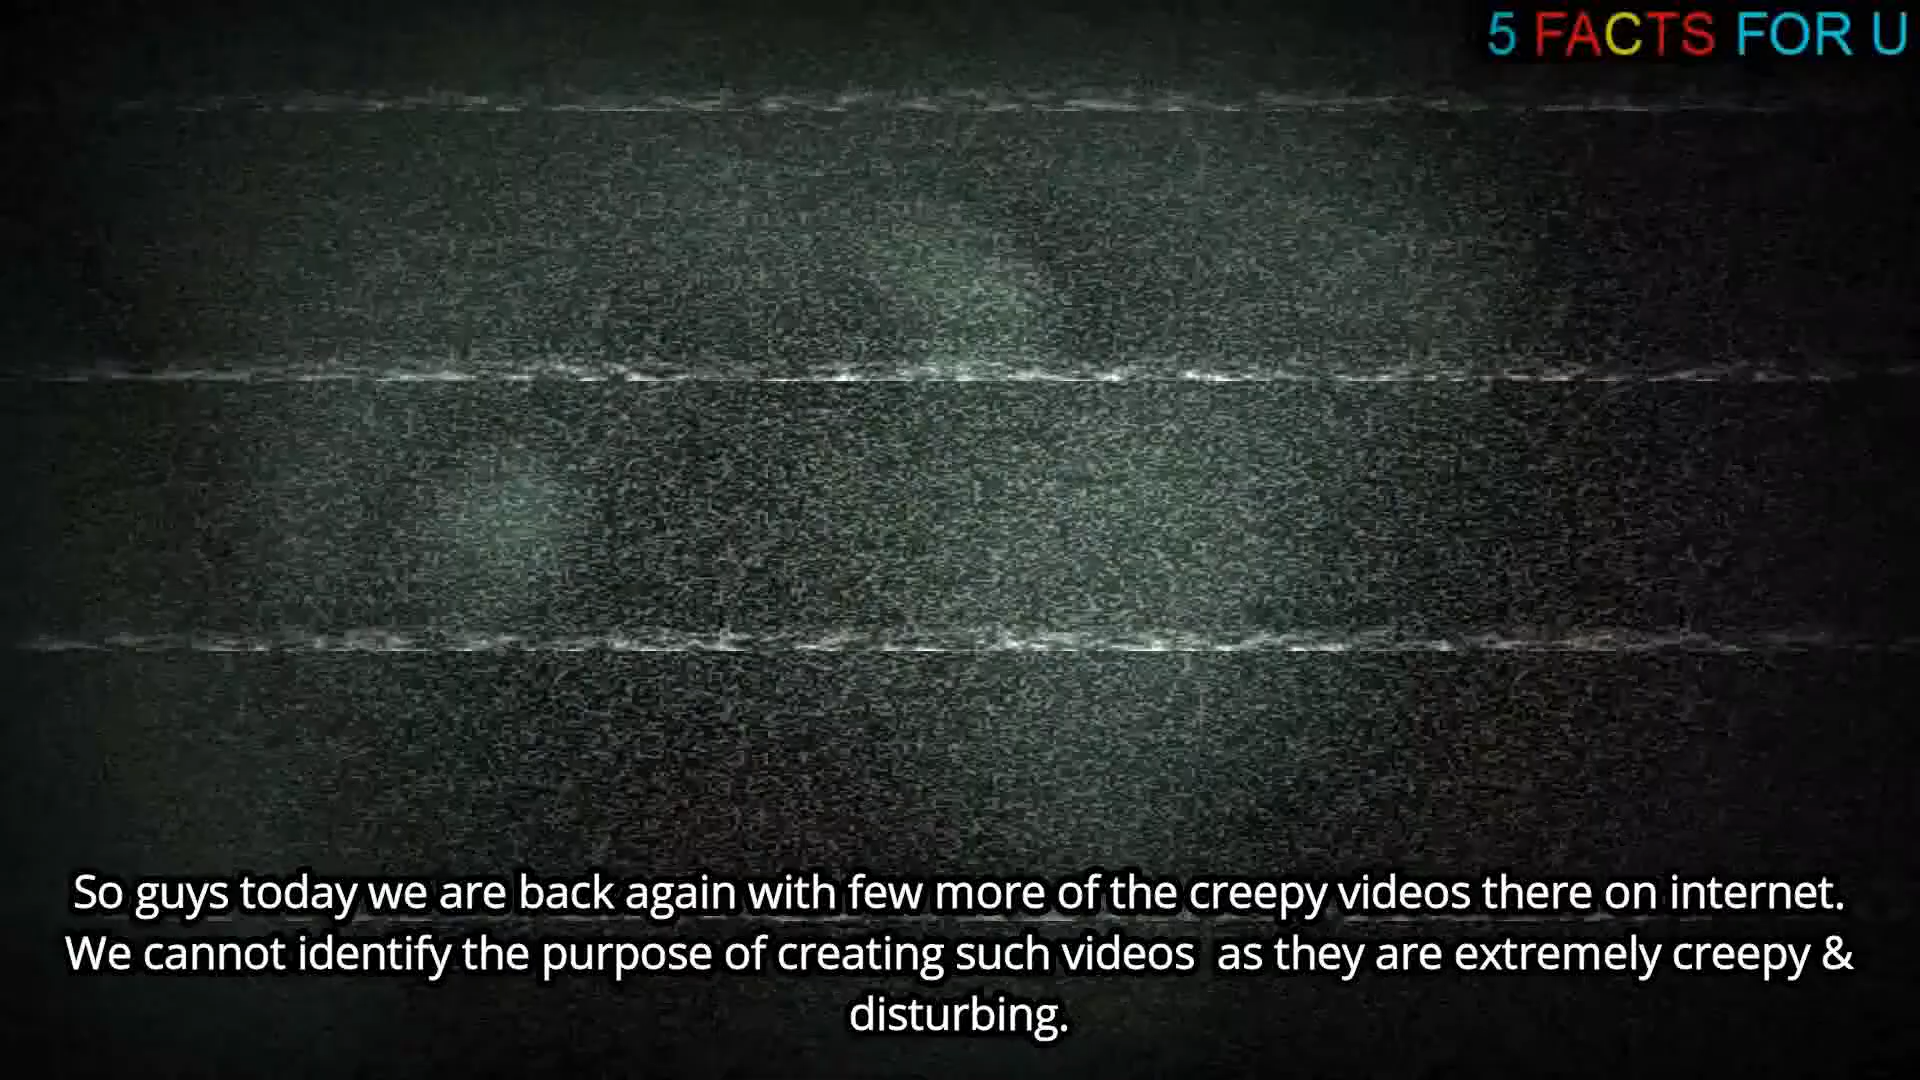 5 FACTS FOR U
So guys today we are back again with few more of the creepy videos there on internet.
We cannot identify the purpose of creating such videos  as they are extremely creepy &
disturbing.